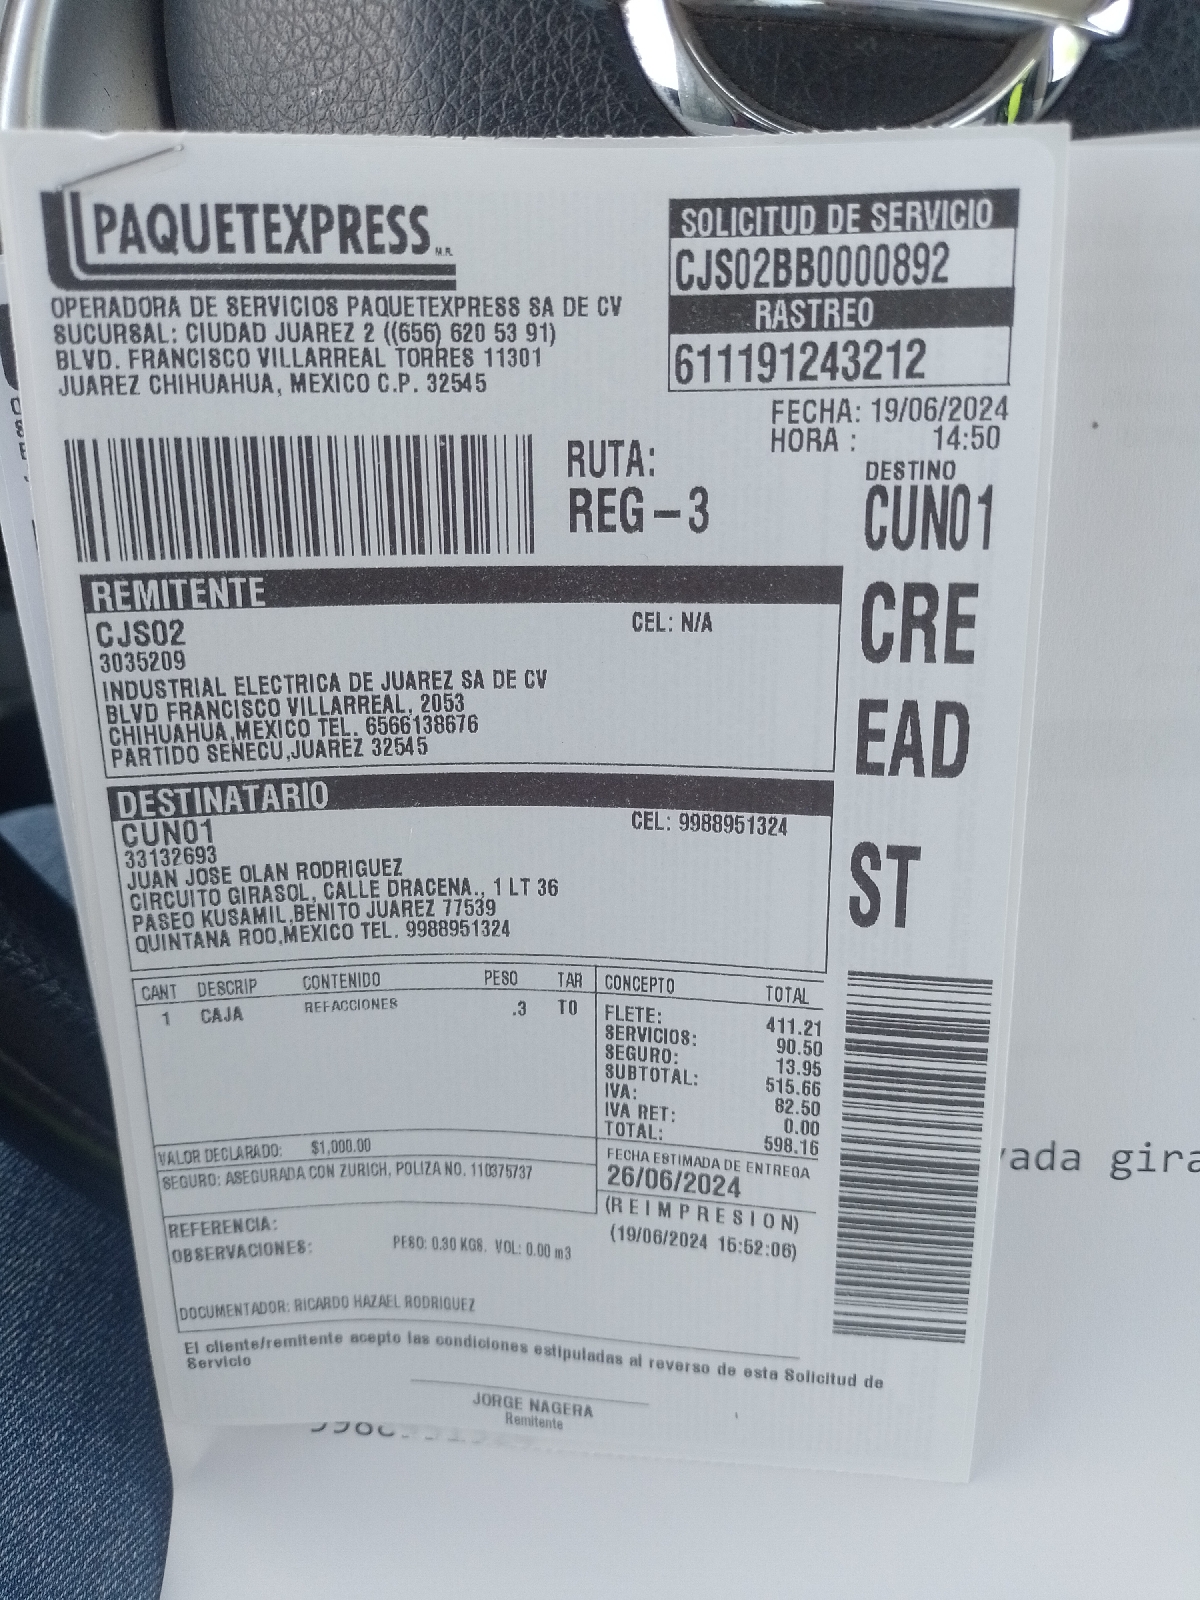 PAQUETEXPRESS M.R.
OPERADORA DE SERVICIOS PAQUETEXPRESS SA DE CV
SUCURSAL: CIUDAD JUAREZ 2 ((656) 620 53 91)
BLVD. FRANCISCO VILLARREAL TORRES 11301
JUAREZ CHIHUAHUA, MEXICO C.P. 32545
SOLICITUD DE SERVICIO
CJS02BB0000892
RASTREO
611191243212
FECHA: 19/06/2024
HORA : 14:50
RUTA:
REG-3
DESTINO
CUN01
CRE
EAD
ST
REMITENTE
CJS02 CEL: N/A
3035209
INDUSTRIAL ELECTRICA DE JUAREZ SA DE CV
BLVD FRANCISCO VILLARREAL, 2053
CHIHUAHUA,MEXICO TEL. 6566138676
PARTIDO SENECU,JUAREZ 32545
DESTINATARIO
CUN01 CEL: 9988951324
33132693
JUAN JOSE OLAN RODRIGUEZ
CIRCUITO GIRASOL, CALLE DRACENA., 1 LT 36
PASEO KUSAMIL,BENITO JUAREZ 77539
QUINTANA ROO,MEXICO TEL. 9988951324
CANT DESCRIP CONTENIDO PESO TAR
1 CAJA REFACCIONES .3 T0
CONCEPTO TOTAL
FLETE: 411.21
SERVICIOS: 90.50
SEGURO: 13.95
SUBTOTAL: 515.66
IVA: 82.50
IVA RET: 0.00
TOTAL: 598.16
VALOR DECLARADO: $1,000.00
SEGURO: ASEGURADA CON ZURICH, POLIZA NO. 110375737
FECHA ESTIMADA DE ENTREGA
26/06/2024
(REIMPRESION)
(19/06/2024 15:52:06)
REFERENCIA:
OBSERVACIONES: PESO: 0.30 KGS. VOL: 0.00 m3
DOCUMENTADOR: RICARDO HAZAEL RODRIGUEZ
El cliente/remitente acepto las condiciones estipuladas al reverso de esta Solicitud de
Servicio
JORGE NAGERA
Remitente